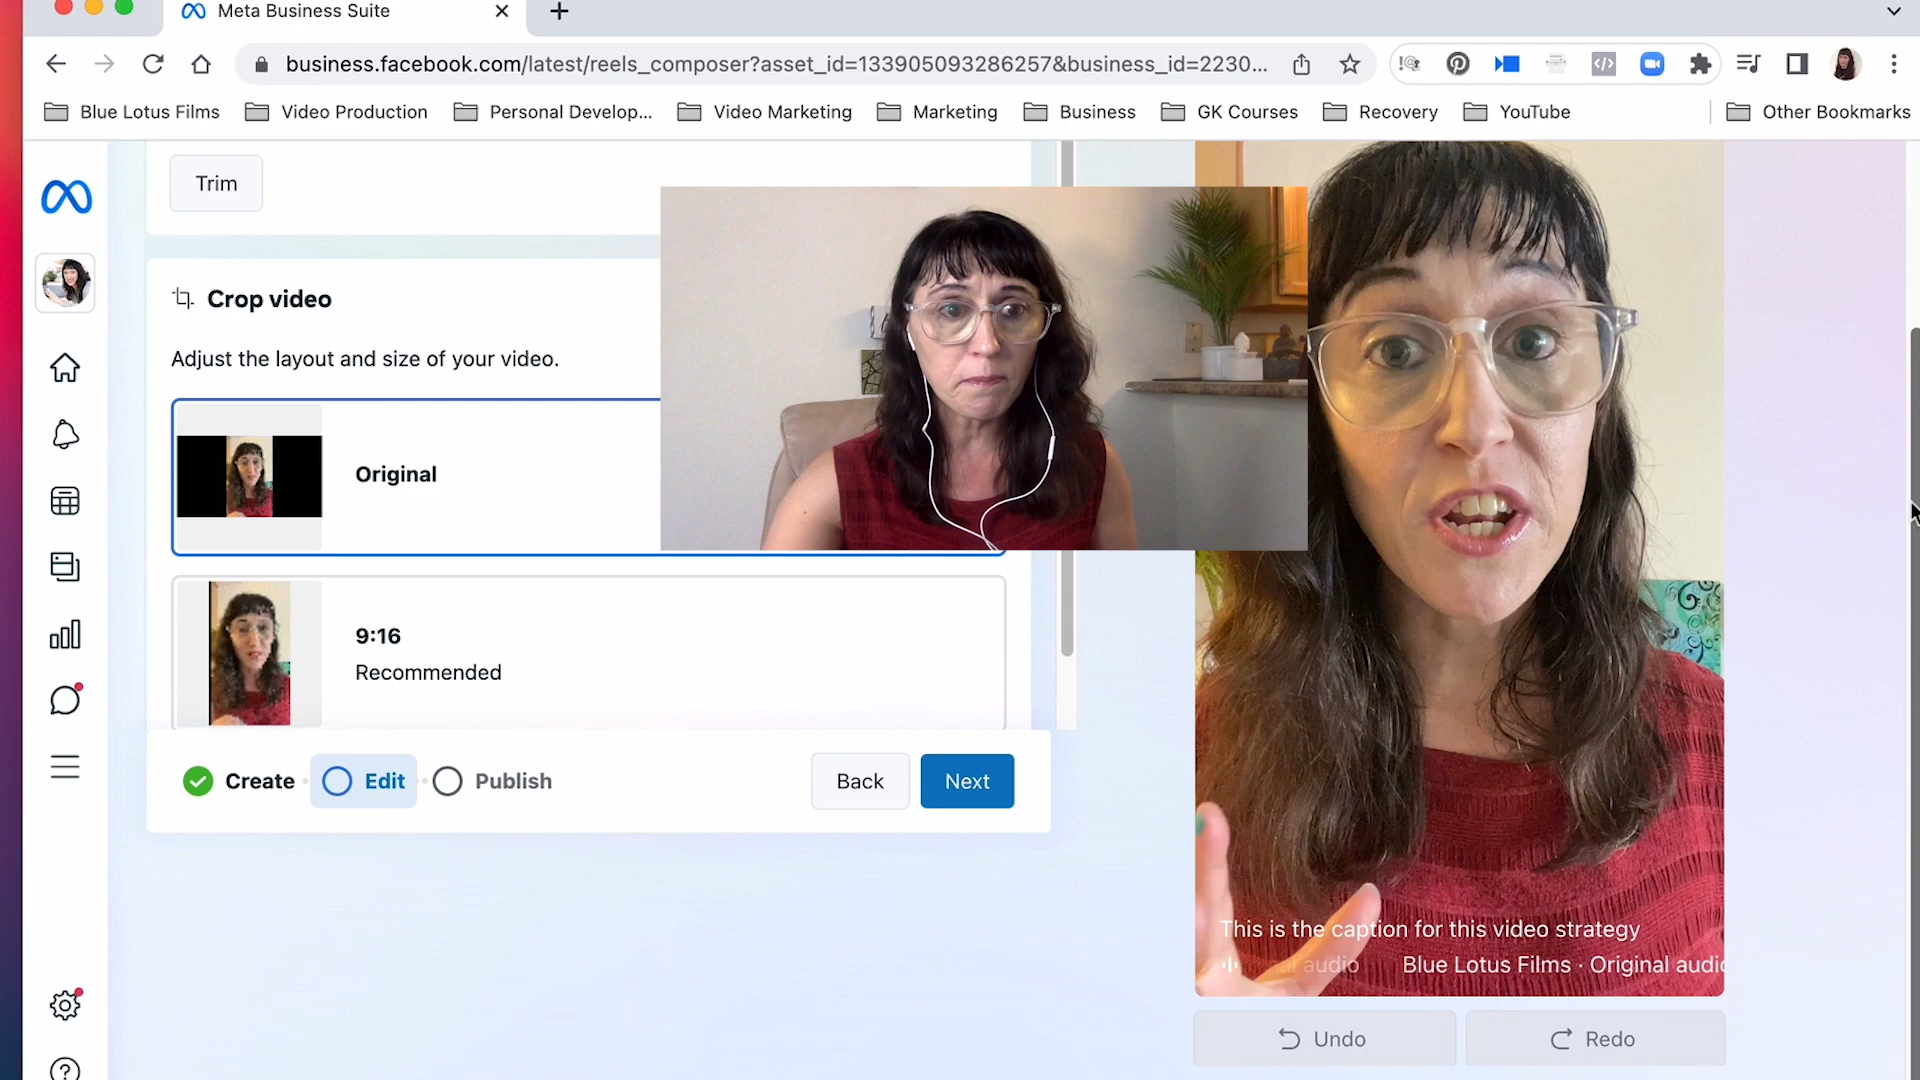 Meta Business Suite
business.facebook.com/latest/reels_composer?asset_id=133905093286257&business_id=2230...
Blue Lotus Films
Video Production
Personal Develop...
Video Marketing
Marketing
Business
GK Courses
Recovery
YouTube
Other Bookmarks
Trim
Crop video
Adjust the layout and size of your video.
Original
9:16
Recommended
Create
Edit
Publish
Back
Next
This is the caption for this video strategy
al audio Blue Lotus Films · Original audio
Undo
Redo